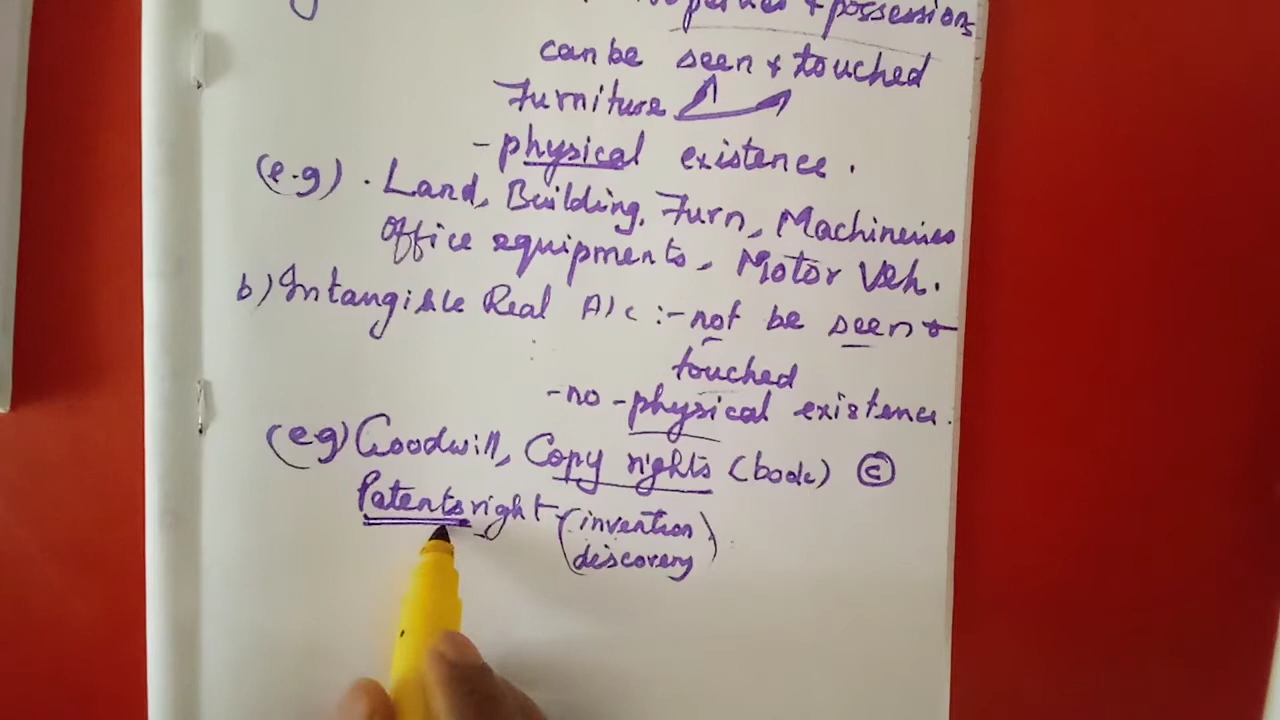 & possessions
can be seen & touched
Furniture
- physical existence.
(e.g) . Land, Building, Furn, Machineries
Office equipments, Motor Veh.
b) Intangible Real A/c :- not be seen &
touched
- no - physical existence.
(eg) Goodwill, Copy rights (book) ©
Patents right - (invention
discovery)